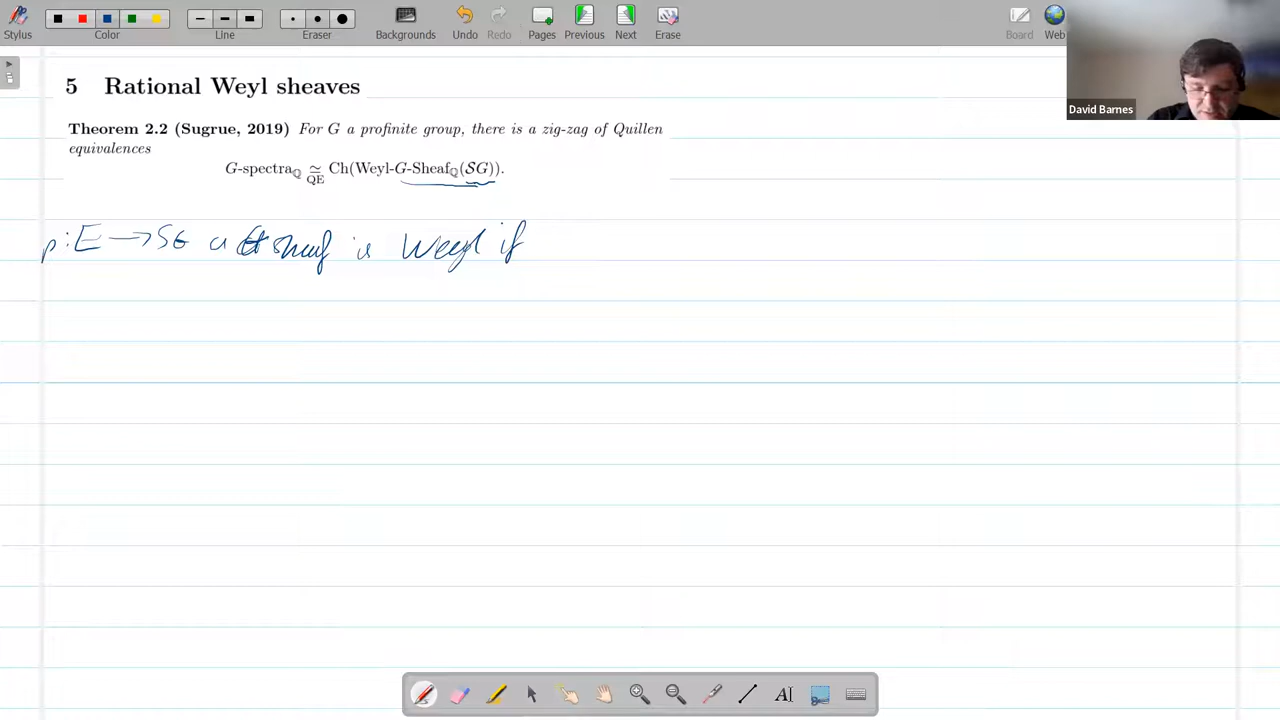 Stylus
Color
Line
Eraser
Backgrounds
Undo
Redo
Pages
Previous
Next
Erase
Board
Web
David Barnes
5 Rational Weyl sheaves
Theorem 2.2 (Sugrue, 2019) For G a profinite group, there is a zig-zag of Quillen
equivalences
G-spectra_ℚ ≃_QE Ch(Weyl-G-Sheaf_ℚ(𝒮G)).
p: E → SG a G sheaf is Weyl if